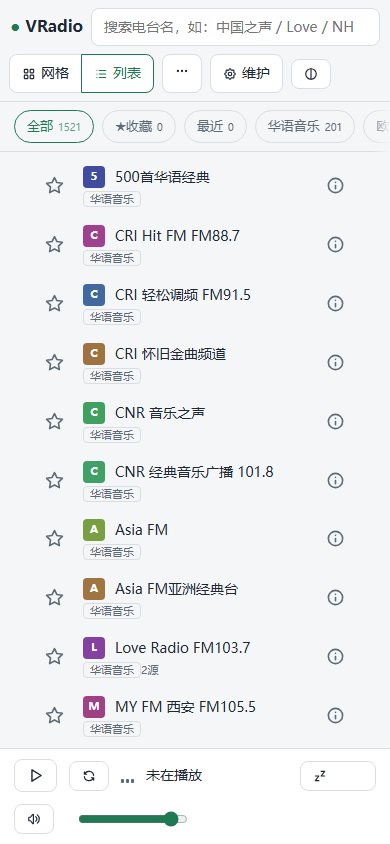 VRadio 搜索电台名，如：中国之声 / Love / NH
网格 列表 ··· 维护
全部 1521 ★收藏 0 最近 0 华语音乐 201 欧
5 500首华语经典
华语音乐
C CRI Hit FM FM88.7
华语音乐
C CRI 轻松调频 FM91.5
华语音乐
C CRI 怀旧金曲频道
华语音乐
C CNR 音乐之声
华语音乐
C CNR 经典音乐广播 101.8
华语音乐
A Asia FM
华语音乐
A Asia FM亚洲经典台
华语音乐
L Love Radio FM103.7
华语音乐 2源
M MY FM 西安 FM105.5
华语音乐
... 未在播放 zZ